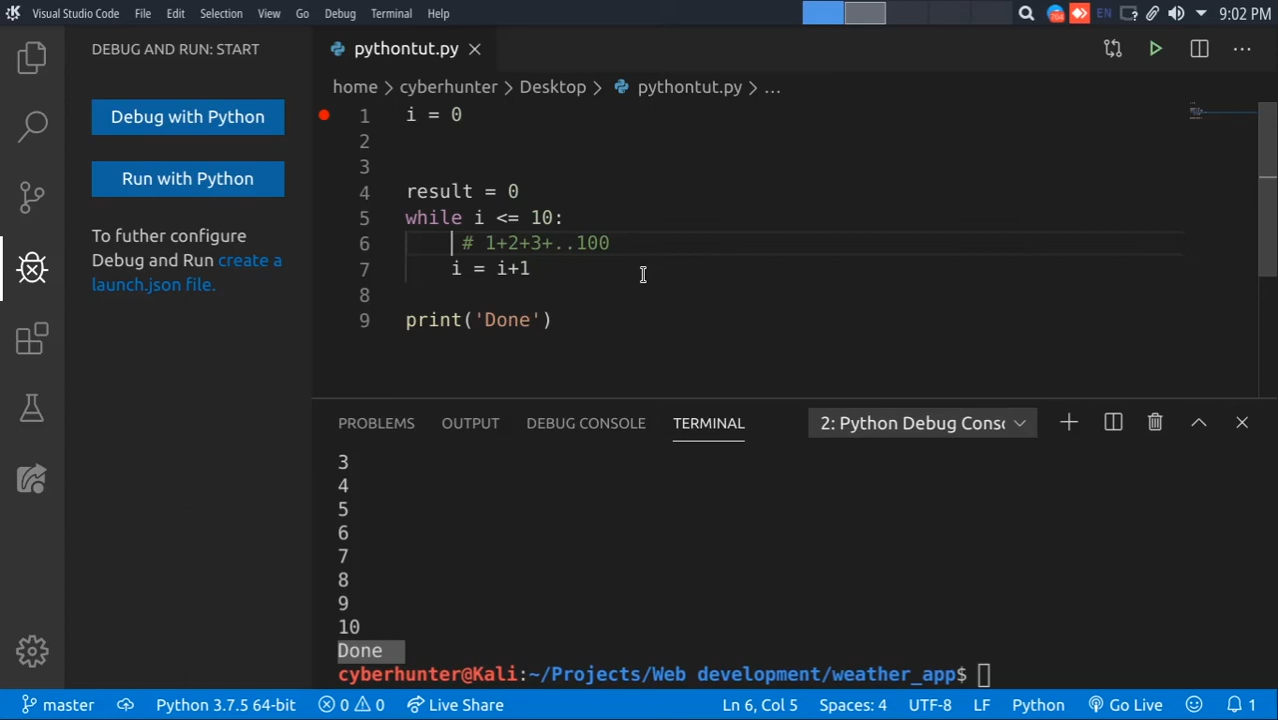 Visual Studio Code File Edit Selection View Go Debug Terminal Help EN 9:02 PM
DEBUG AND RUN: START
Debug with Python
Run with Python
To futher configure
Debug and Run create a
launch.json file.
pythontut.py
home > cyberhunter > Desktop > pythontut.py > ...
1 i = 0
2
3
4 result = 0
5 while i <= 10:
6 # 1+2+3+..100
7 i = i+1
8
9 print('Done')
PROBLEMS OUTPUT DEBUG CONSOLE TERMINAL 2: Python Debug Consc
3
4
5
6
7
8
9
10
Done
cyberhunter@Kali:~/Projects/Web development/weather_app$
master Python 3.7.5 64-bit 0 0 Live Share Ln 6, Col 5 Spaces: 4 UTF-8 LF Python Go Live 1